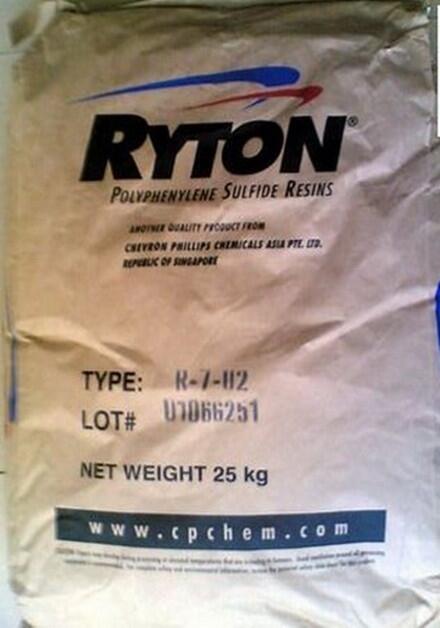 RYTON®
POLYPHENYLENE SULFIDE RESINS
ANOTHER QUALITY PRODUCT FROM
CHEVRON PHILLIPS CHEMICALS ASIA PTE. LTD.
REPUBLIC OF SINGAPORE
TYPE: R-7-02
LOT# 07066251
NET WEIGHT 25 kg
www.cpchem.com